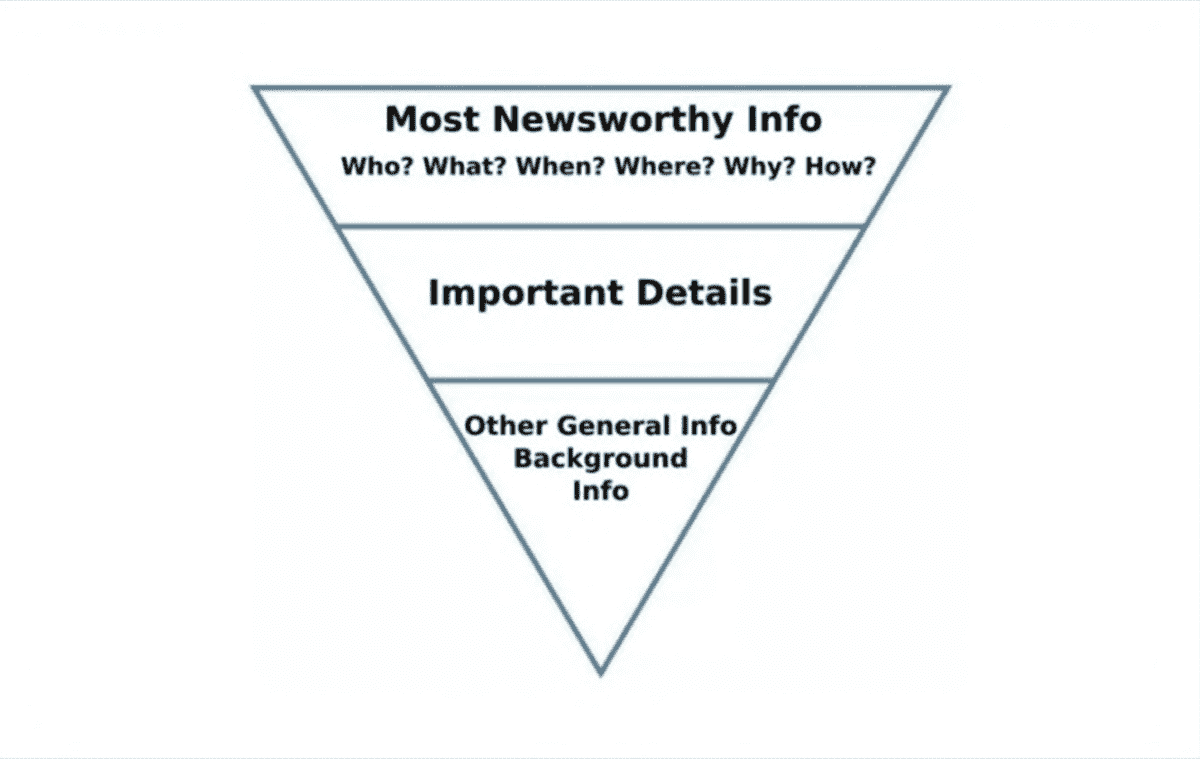 Most Newsworthy Info
Who? What? When? Where? Why? How?
Important Details
Other General Info
Background
Info